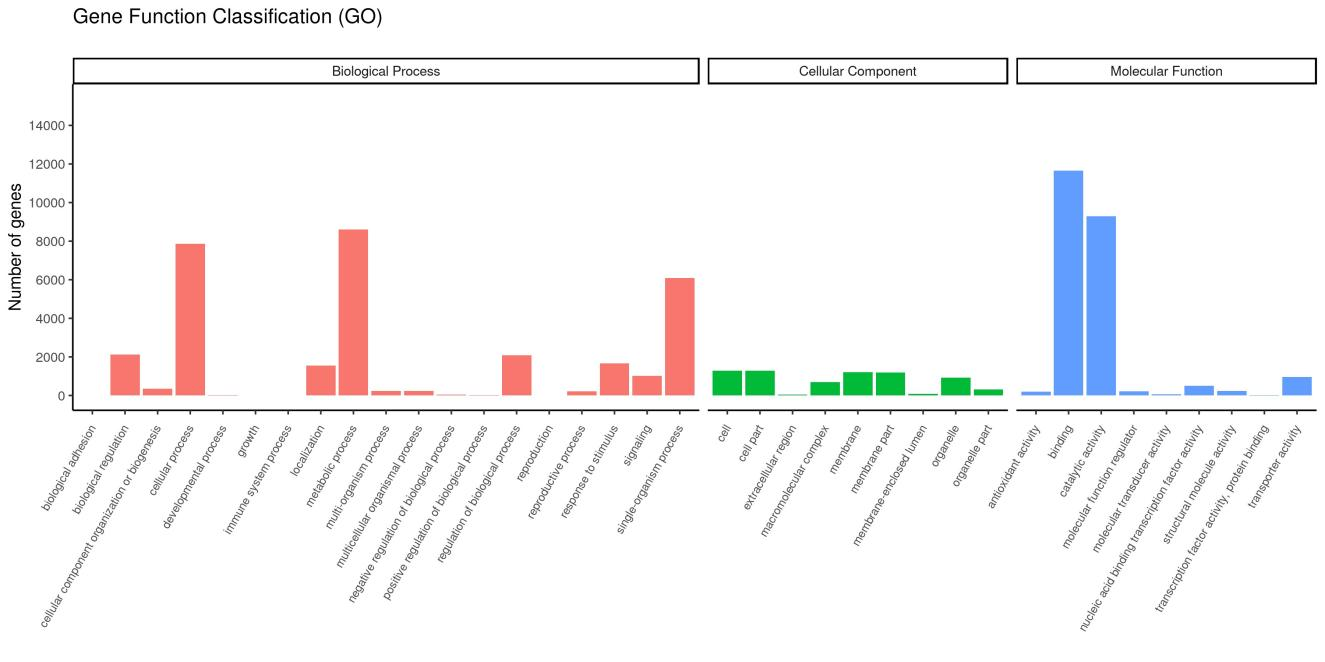 Gene Function Classification (GO)
Biological Process
Cellular Component
Molecular Function
Number of genes
14000
12000
10000
8000
6000
4000
2000
0
biological adhesion
biological regulation
cellular component organization or biogenesis
cellular process
developmental process
growth
immune system process
localization
metabolic process
multi-organism process
multicellular organismal process
negative regulation of biological process
positive regulation of biological process
regulation of biological process
reproduction
reproductive process
response to stimulus
signaling
single-organism process
cell
cell part
extracellular region
macromolecular complex
membrane
membrane part
membrane-enclosed lumen
organelle
organelle part
antioxidant activity
binding
catalytic activity
molecular function regulator
molecular transducer activity
nucleic acid binding transcription factor activity
structural molecule activity
transcription factor activity, protein binding
transporter activity